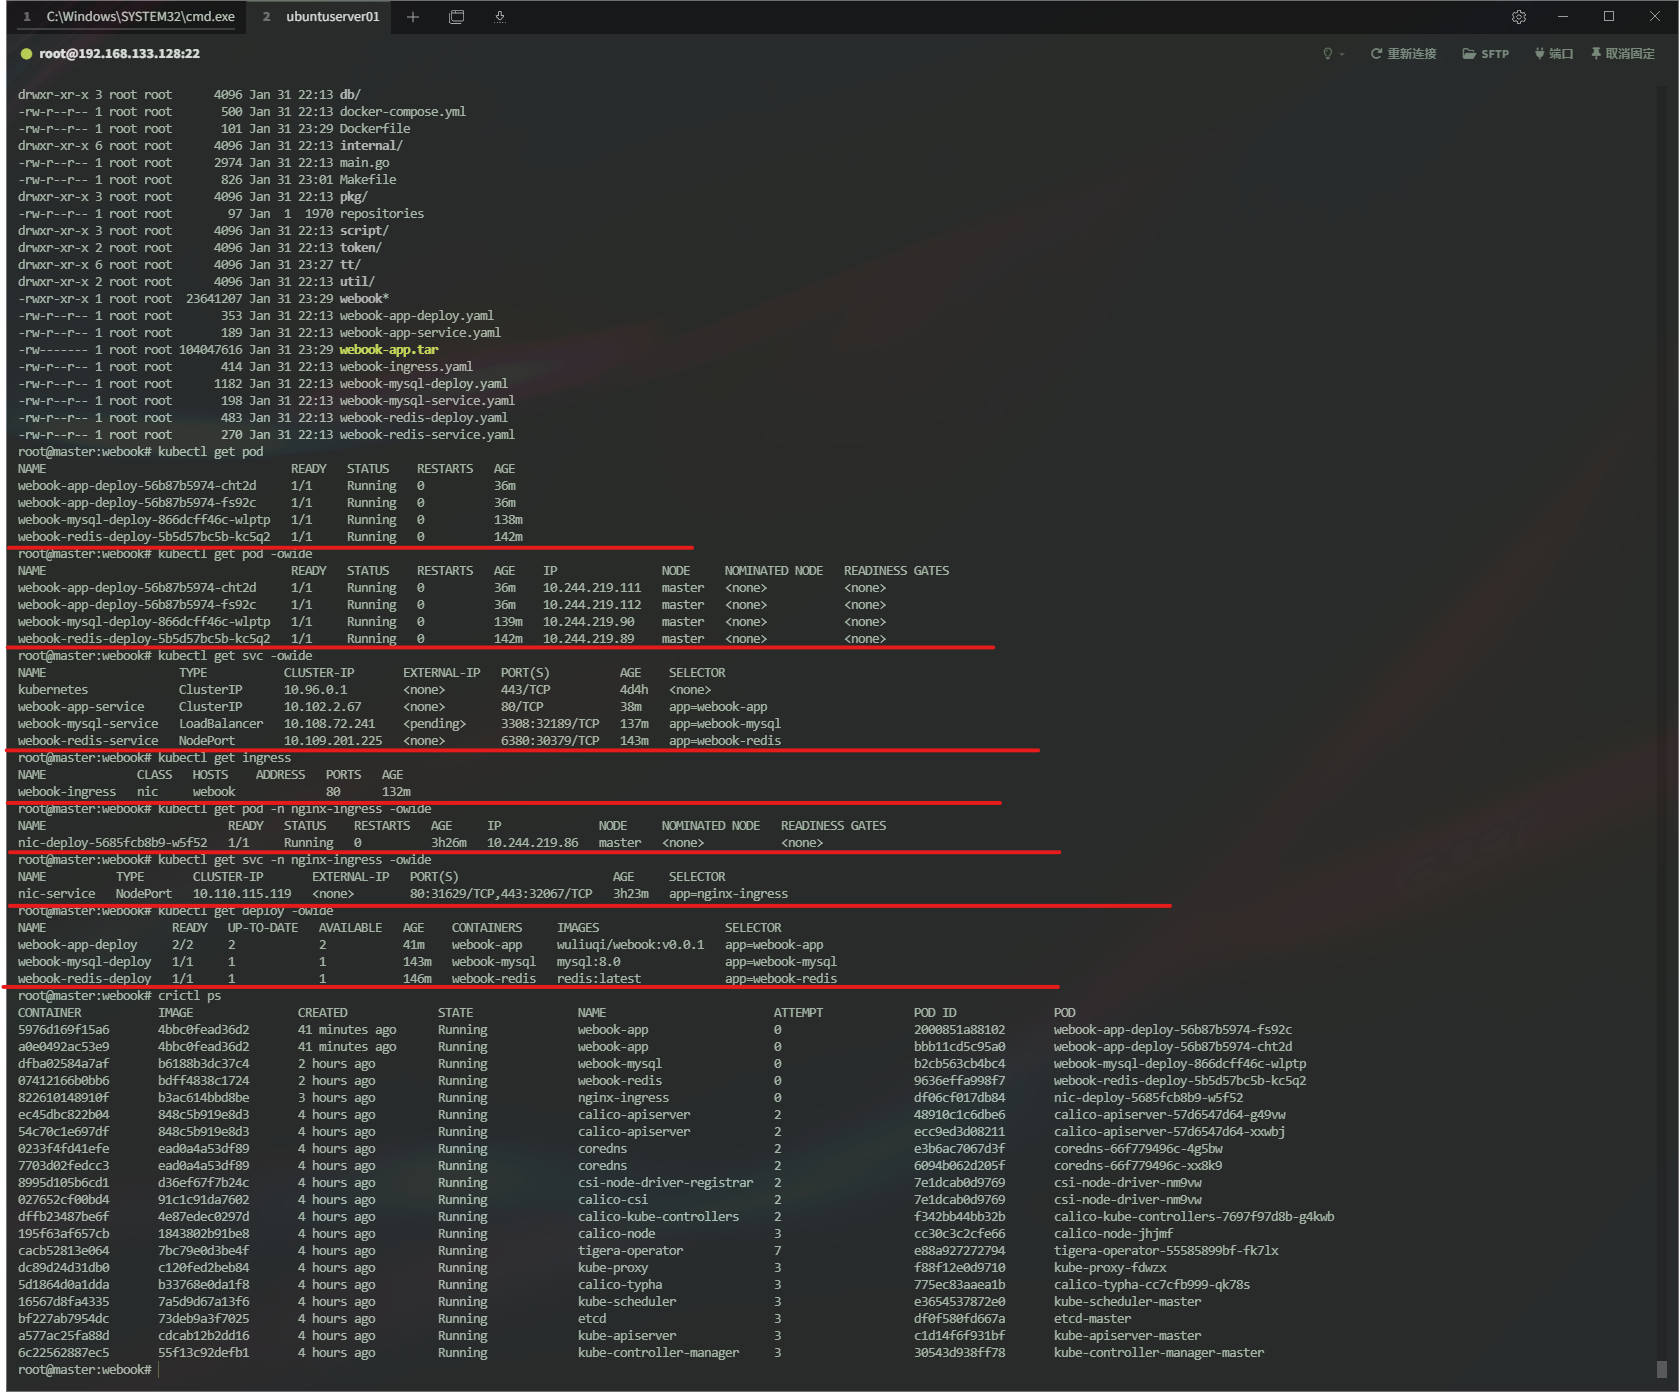 1 C:\Windows\SYSTEM32\cmd.exe 2 ubuntuserver01
root@192.168.133.128:22 重新连接 SFTP 端口 取消固定
drwxr-xr-x 3 root root 4096 Jan 31 22:13 db/
-rw-r--r-- 1 root root 500 Jan 31 22:13 docker-compose.yml
-rw-r--r-- 1 root root 101 Jan 31 23:29 Dockerfile
drwxr-xr-x 6 root root 4096 Jan 31 22:13 internal/
-rw-r--r-- 1 root root 2974 Jan 31 22:13 main.go
-rw-r--r-- 1 root root 826 Jan 31 23:01 Makefile
drwxr-xr-x 3 root root 4096 Jan 31 22:13 pkg/
-rw-r--r-- 1 root root 97 Jan 1 1970 repositories
drwxr-xr-x 3 root root 4096 Jan 31 22:13 script/
drwxr-xr-x 2 root root 4096 Jan 31 22:13 token/
drwxr-xr-x 6 root root 4096 Jan 31 23:27 tt/
drwxr-xr-x 2 root root 4096 Jan 31 22:13 util/
-rwxr-xr-x 1 root root 23641207 Jan 31 23:29 webook*
-rw-r--r-- 1 root root 353 Jan 31 22:13 webook-app-deploy.yaml
-rw-r--r-- 1 root root 189 Jan 31 22:13 webook-app-service.yaml
-rw------- 1 root root 104047616 Jan 31 23:29 webook-app.tar
-rw-r--r-- 1 root root 414 Jan 31 22:13 webook-ingress.yaml
-rw-r--r-- 1 root root 1182 Jan 31 22:13 webook-mysql-deploy.yaml
-rw-r--r-- 1 root root 198 Jan 31 22:13 webook-mysql-service.yaml
-rw-r--r-- 1 root root 483 Jan 31 22:13 webook-redis-deploy.yaml
-rw-r--r-- 1 root root 270 Jan 31 22:13 webook-redis-service.yaml
root@master:webook# kubectl get pod
NAME READY STATUS RESTARTS AGE
webook-app-deploy-56b87b5974-cht2d 1/1 Running 0 36m
webook-app-deploy-56b87b5974-fs92c 1/1 Running 0 36m
webook-mysql-deploy-866dcff46c-wlptp 1/1 Running 0 138m
webook-redis-deploy-5b5d57bc5b-kc5q2 1/1 Running 0 142m
root@master:webook# kubectl get pod -owide
NAME READY STATUS RESTARTS AGE IP NODE NOMINATED NODE READINESS GATES
webook-app-deploy-56b87b5974-cht2d 1/1 Running 0 36m 10.244.219.111 master <none> <none>
webook-app-deploy-56b87b5974-fs92c 1/1 Running 0 36m 10.244.219.112 master <none> <none>
webook-mysql-deploy-866dcff46c-wlptp 1/1 Running 0 139m 10.244.219.90 master <none> <none>
webook-redis-deploy-5b5d57bc5b-kc5q2 1/1 Running 0 142m 10.244.219.89 master <none> <none>
root@master:webook# kubectl get svc -owide
NAME TYPE CLUSTER-IP EXTERNAL-IP PORT(S) AGE SELECTOR
kubernetes ClusterIP 10.96.0.1 <none> 443/TCP 4d4h <none>
webook-app-service ClusterIP 10.102.2.67 <none> 80/TCP 38m app=webook-app
webook-mysql-service LoadBalancer 10.108.72.241 <pending> 3308:32189/TCP 137m app=webook-mysql
webook-redis-service NodePort 10.109.201.225 <none> 6380:30379/TCP 143m app=webook-redis
root@master:webook# kubectl get ingress
NAME CLASS HOSTS ADDRESS PORTS AGE
webook-ingress nic webook 80 132m
root@master:webook# kubectl get pod -n nginx-ingress -owide
NAME READY STATUS RESTARTS AGE IP NODE NOMINATED NODE READINESS GATES
nic-deploy-5685fcb8b9-w5f52 1/1 Running 0 3h26m 10.244.219.86 master <none> <none>
root@master:webook# kubectl get svc -n nginx-ingress -owide
NAME TYPE CLUSTER-IP EXTERNAL-IP PORT(S) AGE SELECTOR
nic-service NodePort 10.110.115.119 <none> 80:31629/TCP,443:32067/TCP 3h23m app=nginx-ingress
root@master:webook# kubectl get deploy -owide
NAME READY UP-TO-DATE AVAILABLE AGE CONTAINERS IMAGES SELECTOR
webook-app-deploy 2/2 2 2 41m webook-app wuliuqi/webook:v0.0.1 app=webook-app
webook-mysql-deploy 1/1 1 1 143m webook-mysql mysql:8.0 app=webook-mysql
webook-redis-deploy 1/1 1 1 146m webook-redis redis:latest app=webook-redis
root@master:webook# crictl ps
CONTAINER IMAGE CREATED STATE NAME ATTEMPT POD ID POD
5976d169f15a6 4bbc0fead36d2 41 minutes ago Running webook-app 0 2000851a88102 webook-app-deploy-56b87b5974-fs92c
a0e0492ac53e9 4bbc0fead36d2 41 minutes ago Running webook-app 0 bbb11cd5c95a0 webook-app-deploy-56b87b5974-cht2d
dfba02584a7af b6188b3dc37c4 2 hours ago Running webook-mysql 0 b2cb563cb4bc4 webook-mysql-deploy-866dcff46c-wlptp
07412166b0bb6 bdff4838c1724 2 hours ago Running webook-redis 0 9636effa998f7 webook-redis-deploy-5b5d57bc5b-kc5q2
822610148910f b3ac614bbd8be 3 hours ago Running nginx-ingress 0 df06cf017db84 nic-deploy-5685fcb8b9-w5f52
ec45dbc822b04 848c5b919e8d3 4 hours ago Running calico-apiserver 2 48910c1c6dbe6 calico-apiserver-57d6547d64-g49vw
54c70c1e697df 848c5b919e8d3 4 hours ago Running calico-apiserver 2 ecc9ed3d08211 calico-apiserver-57d6547d64-xxwbj
0233f4fd41efe ead0a4a53df89 4 hours ago Running coredns 2 e3b6ac7067d3f coredns-66f779496c-4g5bw
7703d02fedcc3 ead0a4a53df89 4 hours ago Running coredns 2 6094b062d205f coredns-66f779496c-xx8k9
8995d105b6cd1 d36ef67f7b24c 4 hours ago Running csi-node-driver-registrar 2 7e1dcab0d9769 csi-node-driver-nm9vw
027652cf00bd4 91c1c91da7602 4 hours ago Running calico-csi 2 7e1dcab0d9769 csi-node-driver-nm9vw
dffb23487be6f 4e87edec0297d 4 hours ago Running calico-kube-controllers 2 f342bb44bb32b calico-kube-controllers-7697f97d8b-g4kwb
195f63af657cb 1843802b91be8 4 hours ago Running calico-node 3 cc30c3c2cfe66 calico-node-jhjmf
cacb52813e064 7bc79e0d3be4f 4 hours ago Running tigera-operator 7 e88a927272794 tigera-operator-55585899bf-fk7lx
dc89d24d31db0 c120fed2beb84 4 hours ago Running kube-proxy 3 f88f12e0d9710 kube-proxy-fdwzx
5d1864d0a1dda b33768e0da1f8 4 hours ago Running calico-typha 3 775ec83aaea1b calico-typha-cc7cfb999-qk78s
16567d8fa4335 7a5d9d67a13f6 4 hours ago Running kube-scheduler 3 e3654537872e0 kube-scheduler-master
bf227ab7954dc 73deb9a3f7025 4 hours ago Running etcd 3 df0f580fd667a etcd-master
a577ac25fa88d cdcab12b2dd16 4 hours ago Running kube-apiserver 3 c1d14f6f931bf kube-apiserver-master
6c22562887ec5 55f13c92defb1 4 hours ago Running kube-controller-manager 3 30543d938ff78 kube-controller-manager-master
root@master:webook#